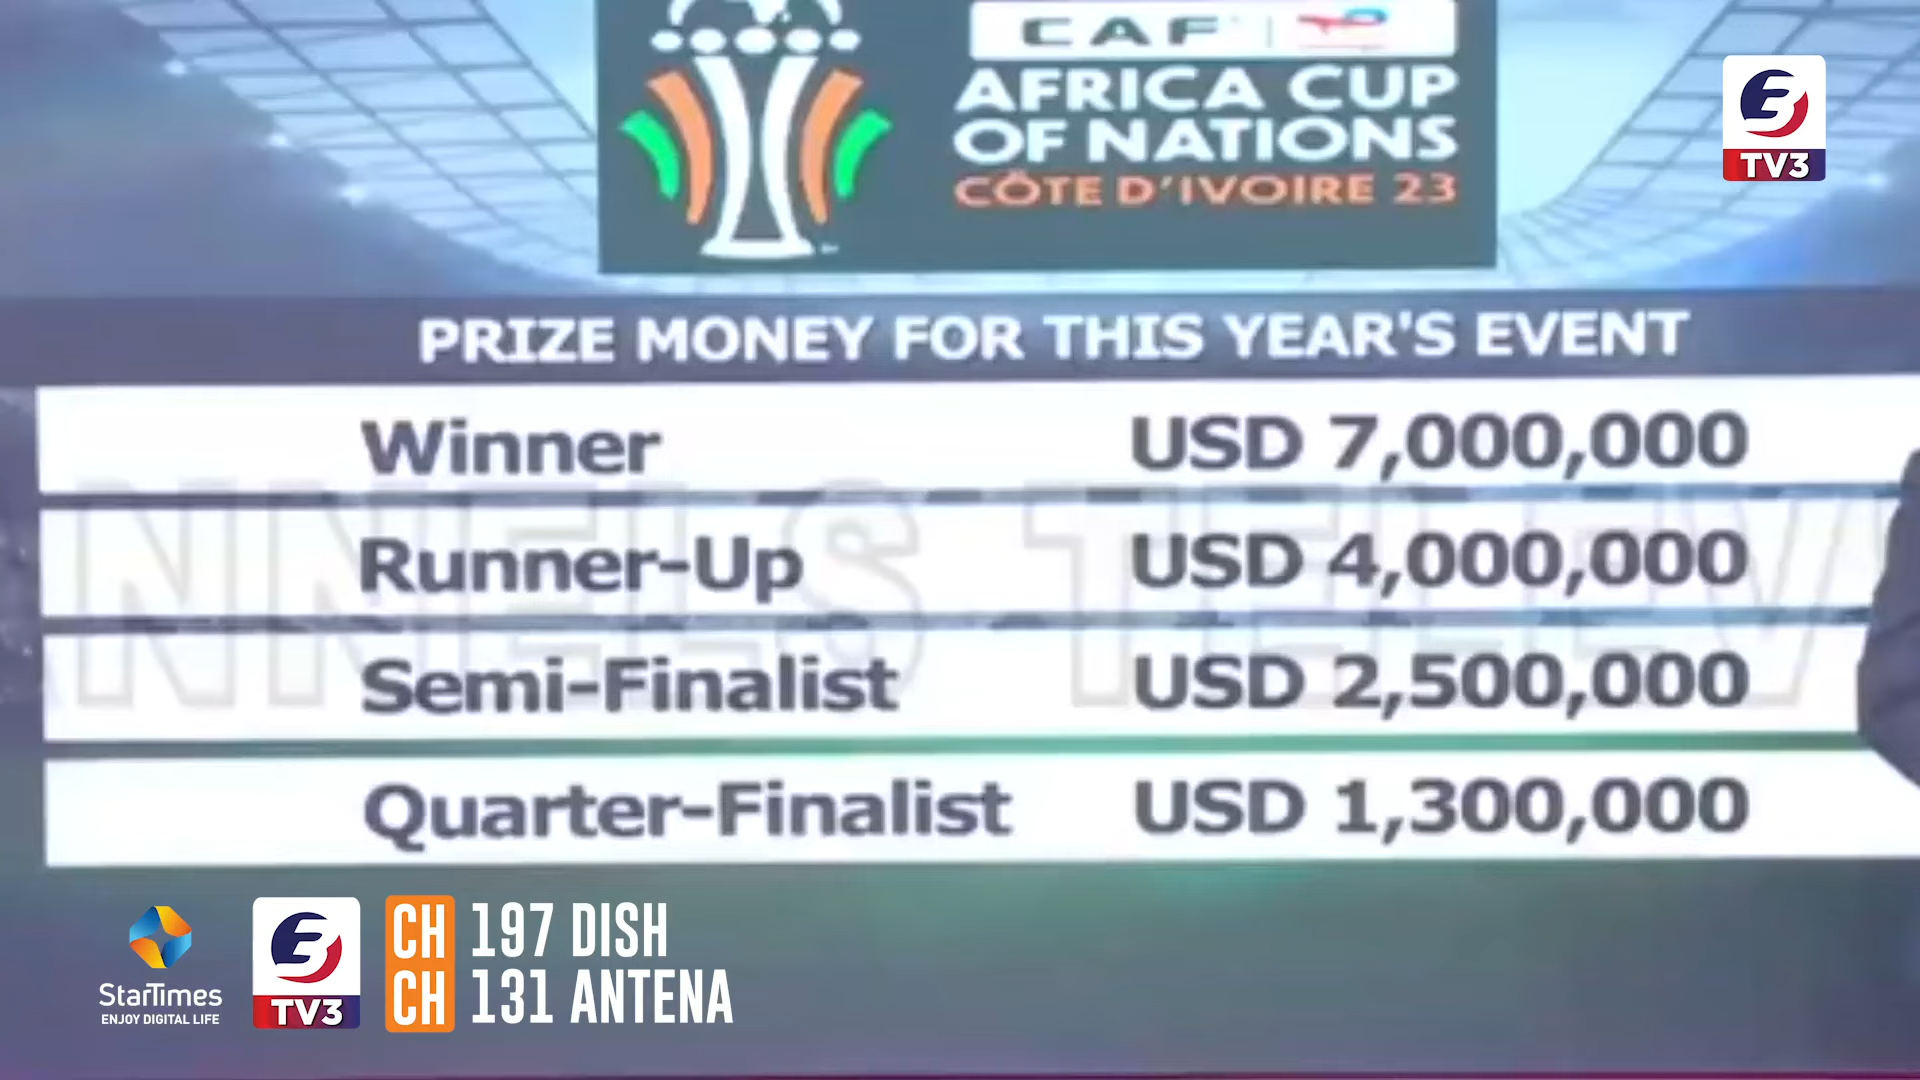 CAF
AFRICA CUP
OF NATIONS
CÔTE D'IVOIRE 23
TV3
PRIZE MONEY FOR THIS YEAR'S EVENT
Winner USD 7,000,000
Runner-Up USD 4,000,000
Semi-Finalist USD 2,500,000
Quarter-Finalist USD 1,300,000
NNELS TELEV
StarTimes
ENJOY DIGITAL LIFE
TV3
CH 197 DISH
CH 131 ANTENA